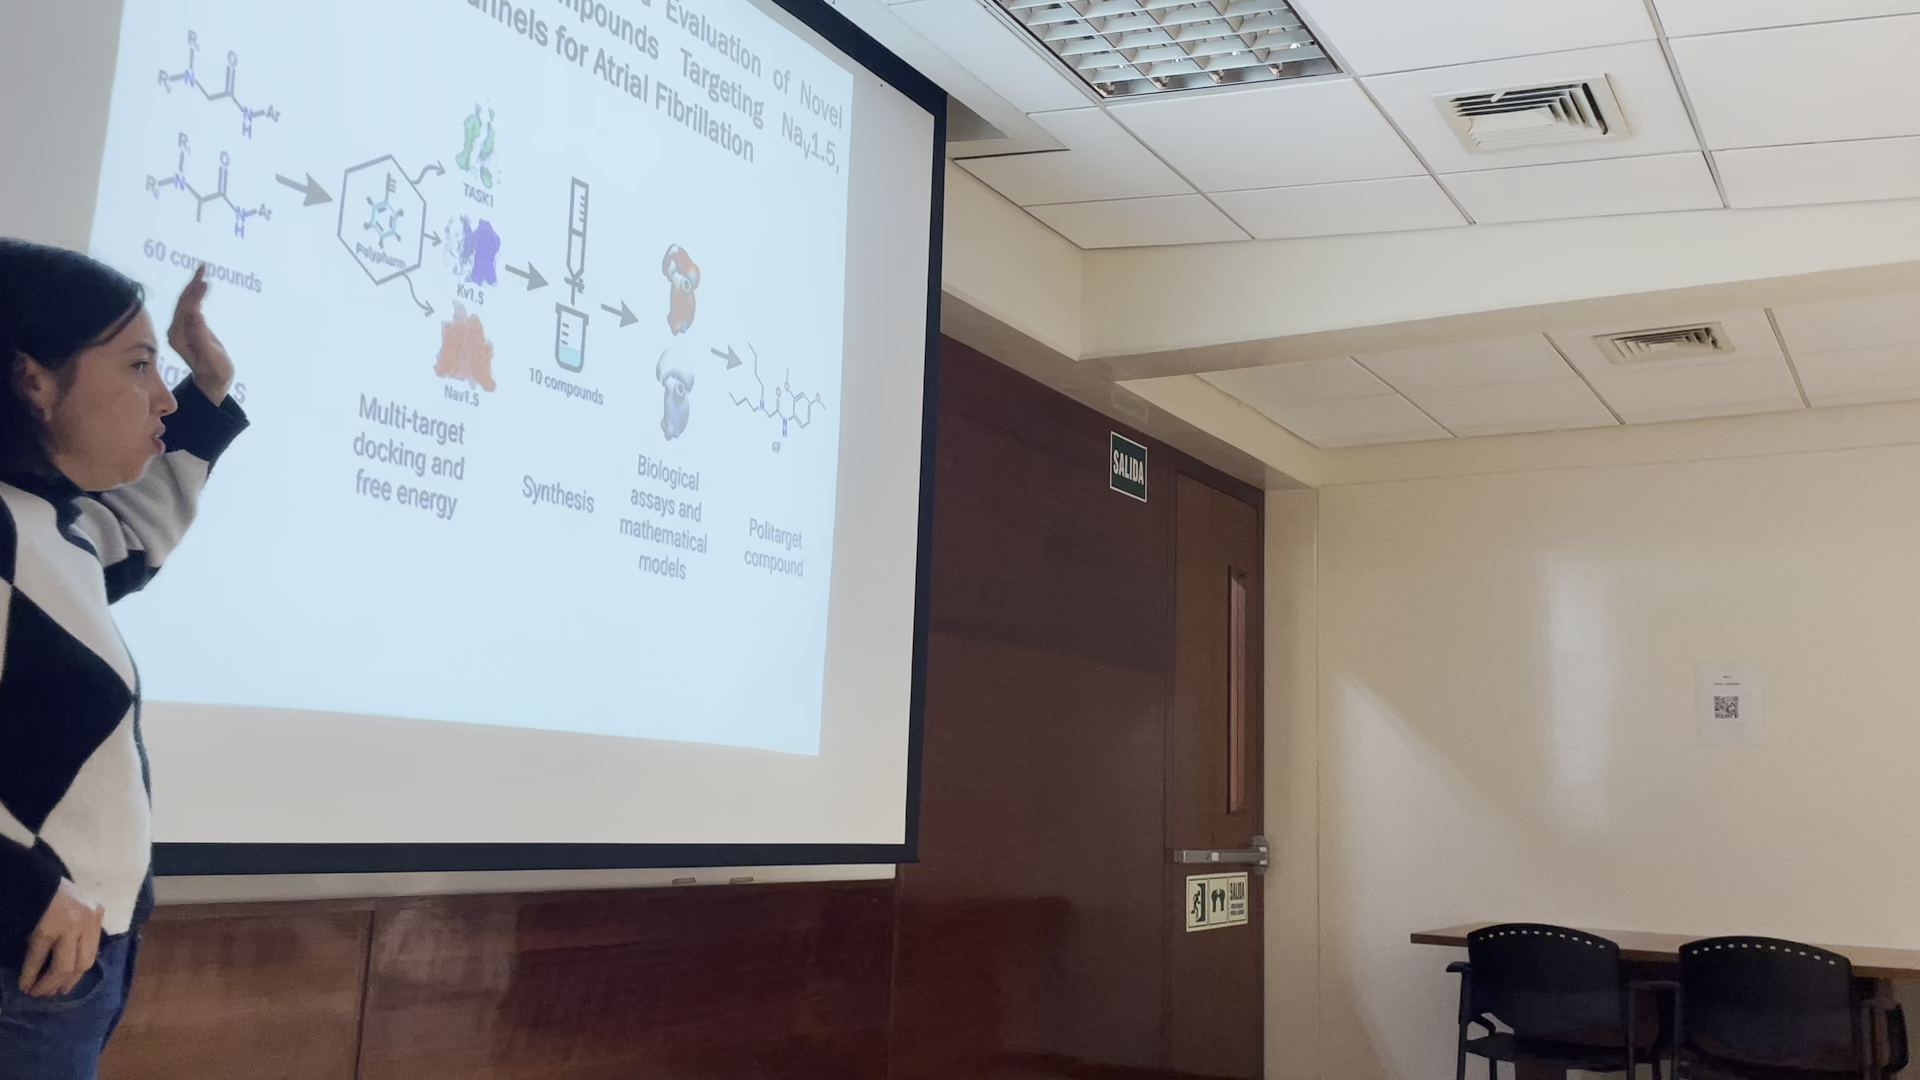 Evaluation of Novel
Compounds Targeting Nav1.5,
Channels for Atrial Fibrillation
R
R N O
N Ar
H
R
R N O
N Ar
H
60 compounds
Polypharm
TASK1
Kv1.5
Nav1.5
10 compounds
O
N
N
H
6F
Multi-target
docking and
free energy
Synthesis
Biological
assays and
mathematical
models
Politarget
compound
SALIDA
SALIDA